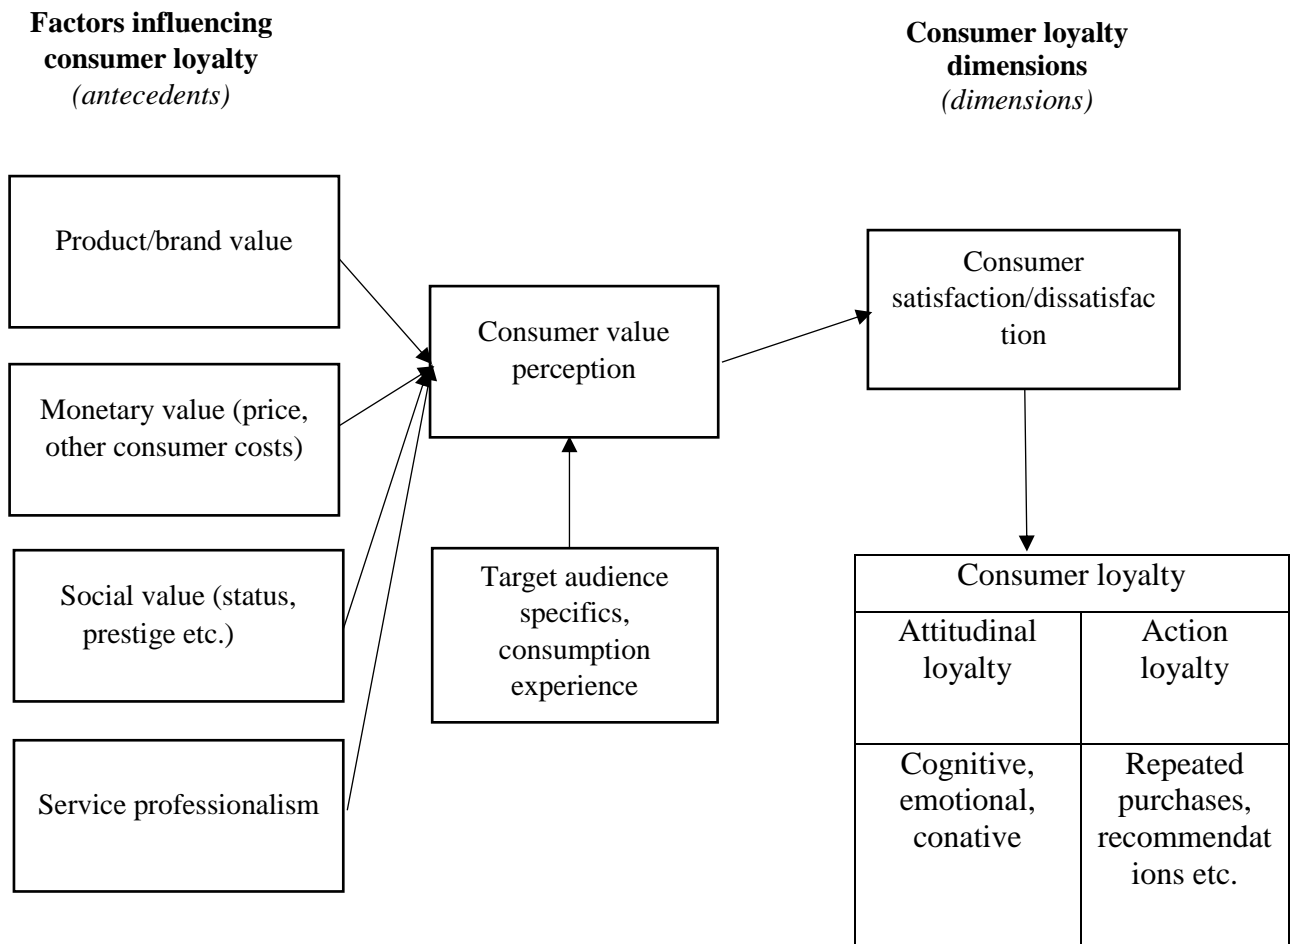 Factors influencing
consumer loyalty
(antecedents)
Consumer loyalty
dimensions
(dimensions)
Product/brand value
Monetary value (price,
other consumer costs)
Social value (status,
prestige etc.)
Service professionalism
Consumer value
perception
Target audience
specifics,
consumption
experience
Consumer
satisfaction/dissatisfac
tion
Consumer loyalty
Attitudinal
loyalty
Action
loyalty
Cognitive,
emotional,
conative
Repeated
purchases,
recommendat
ions etc.